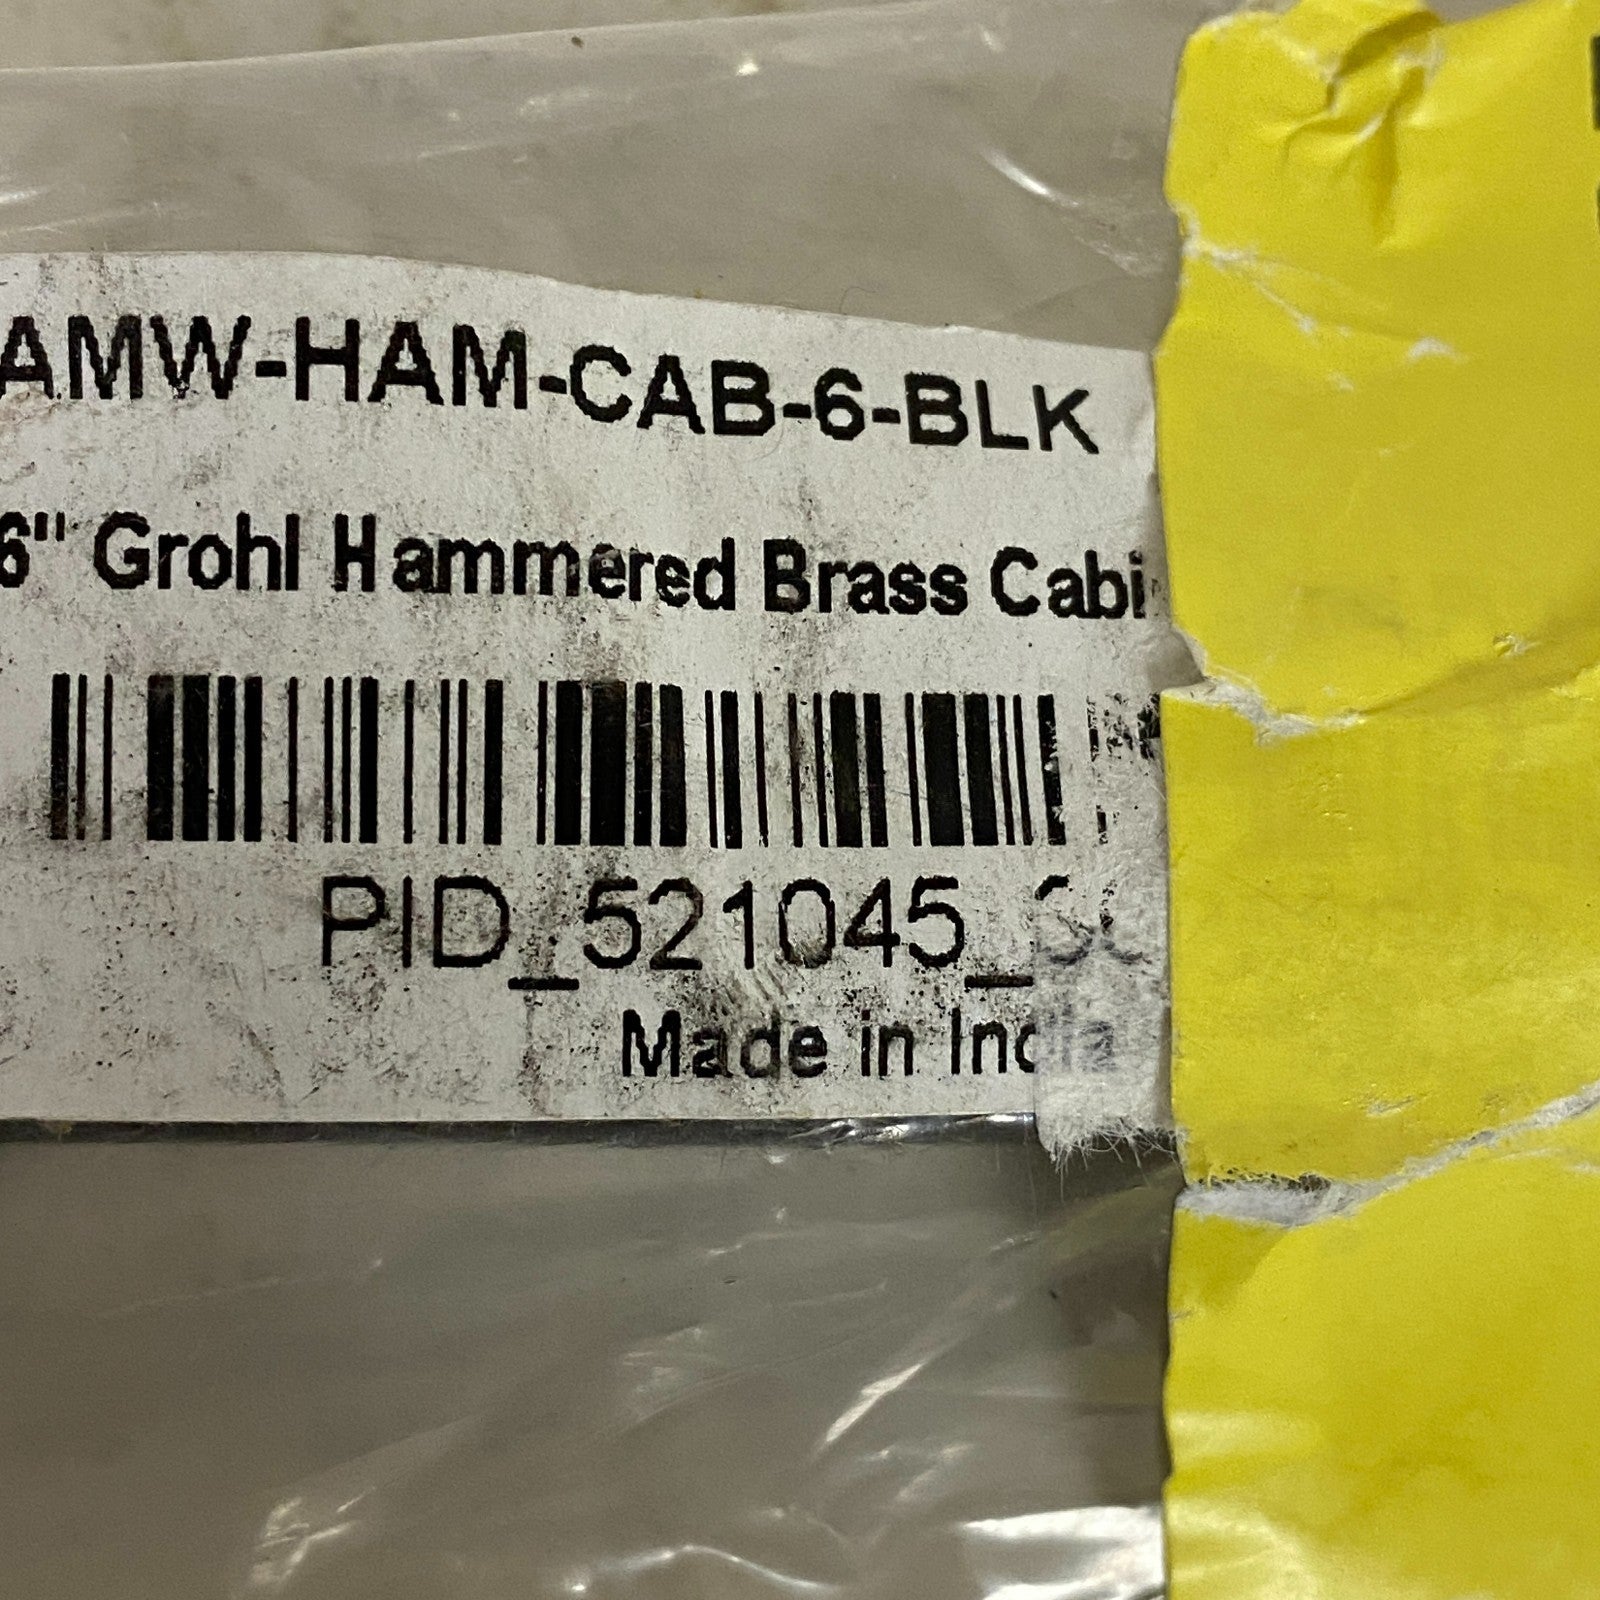 AMW-HAM-CAB-6-BLK
6" Grohl Hammered Brass Cabi
PID_521045_
Made in India